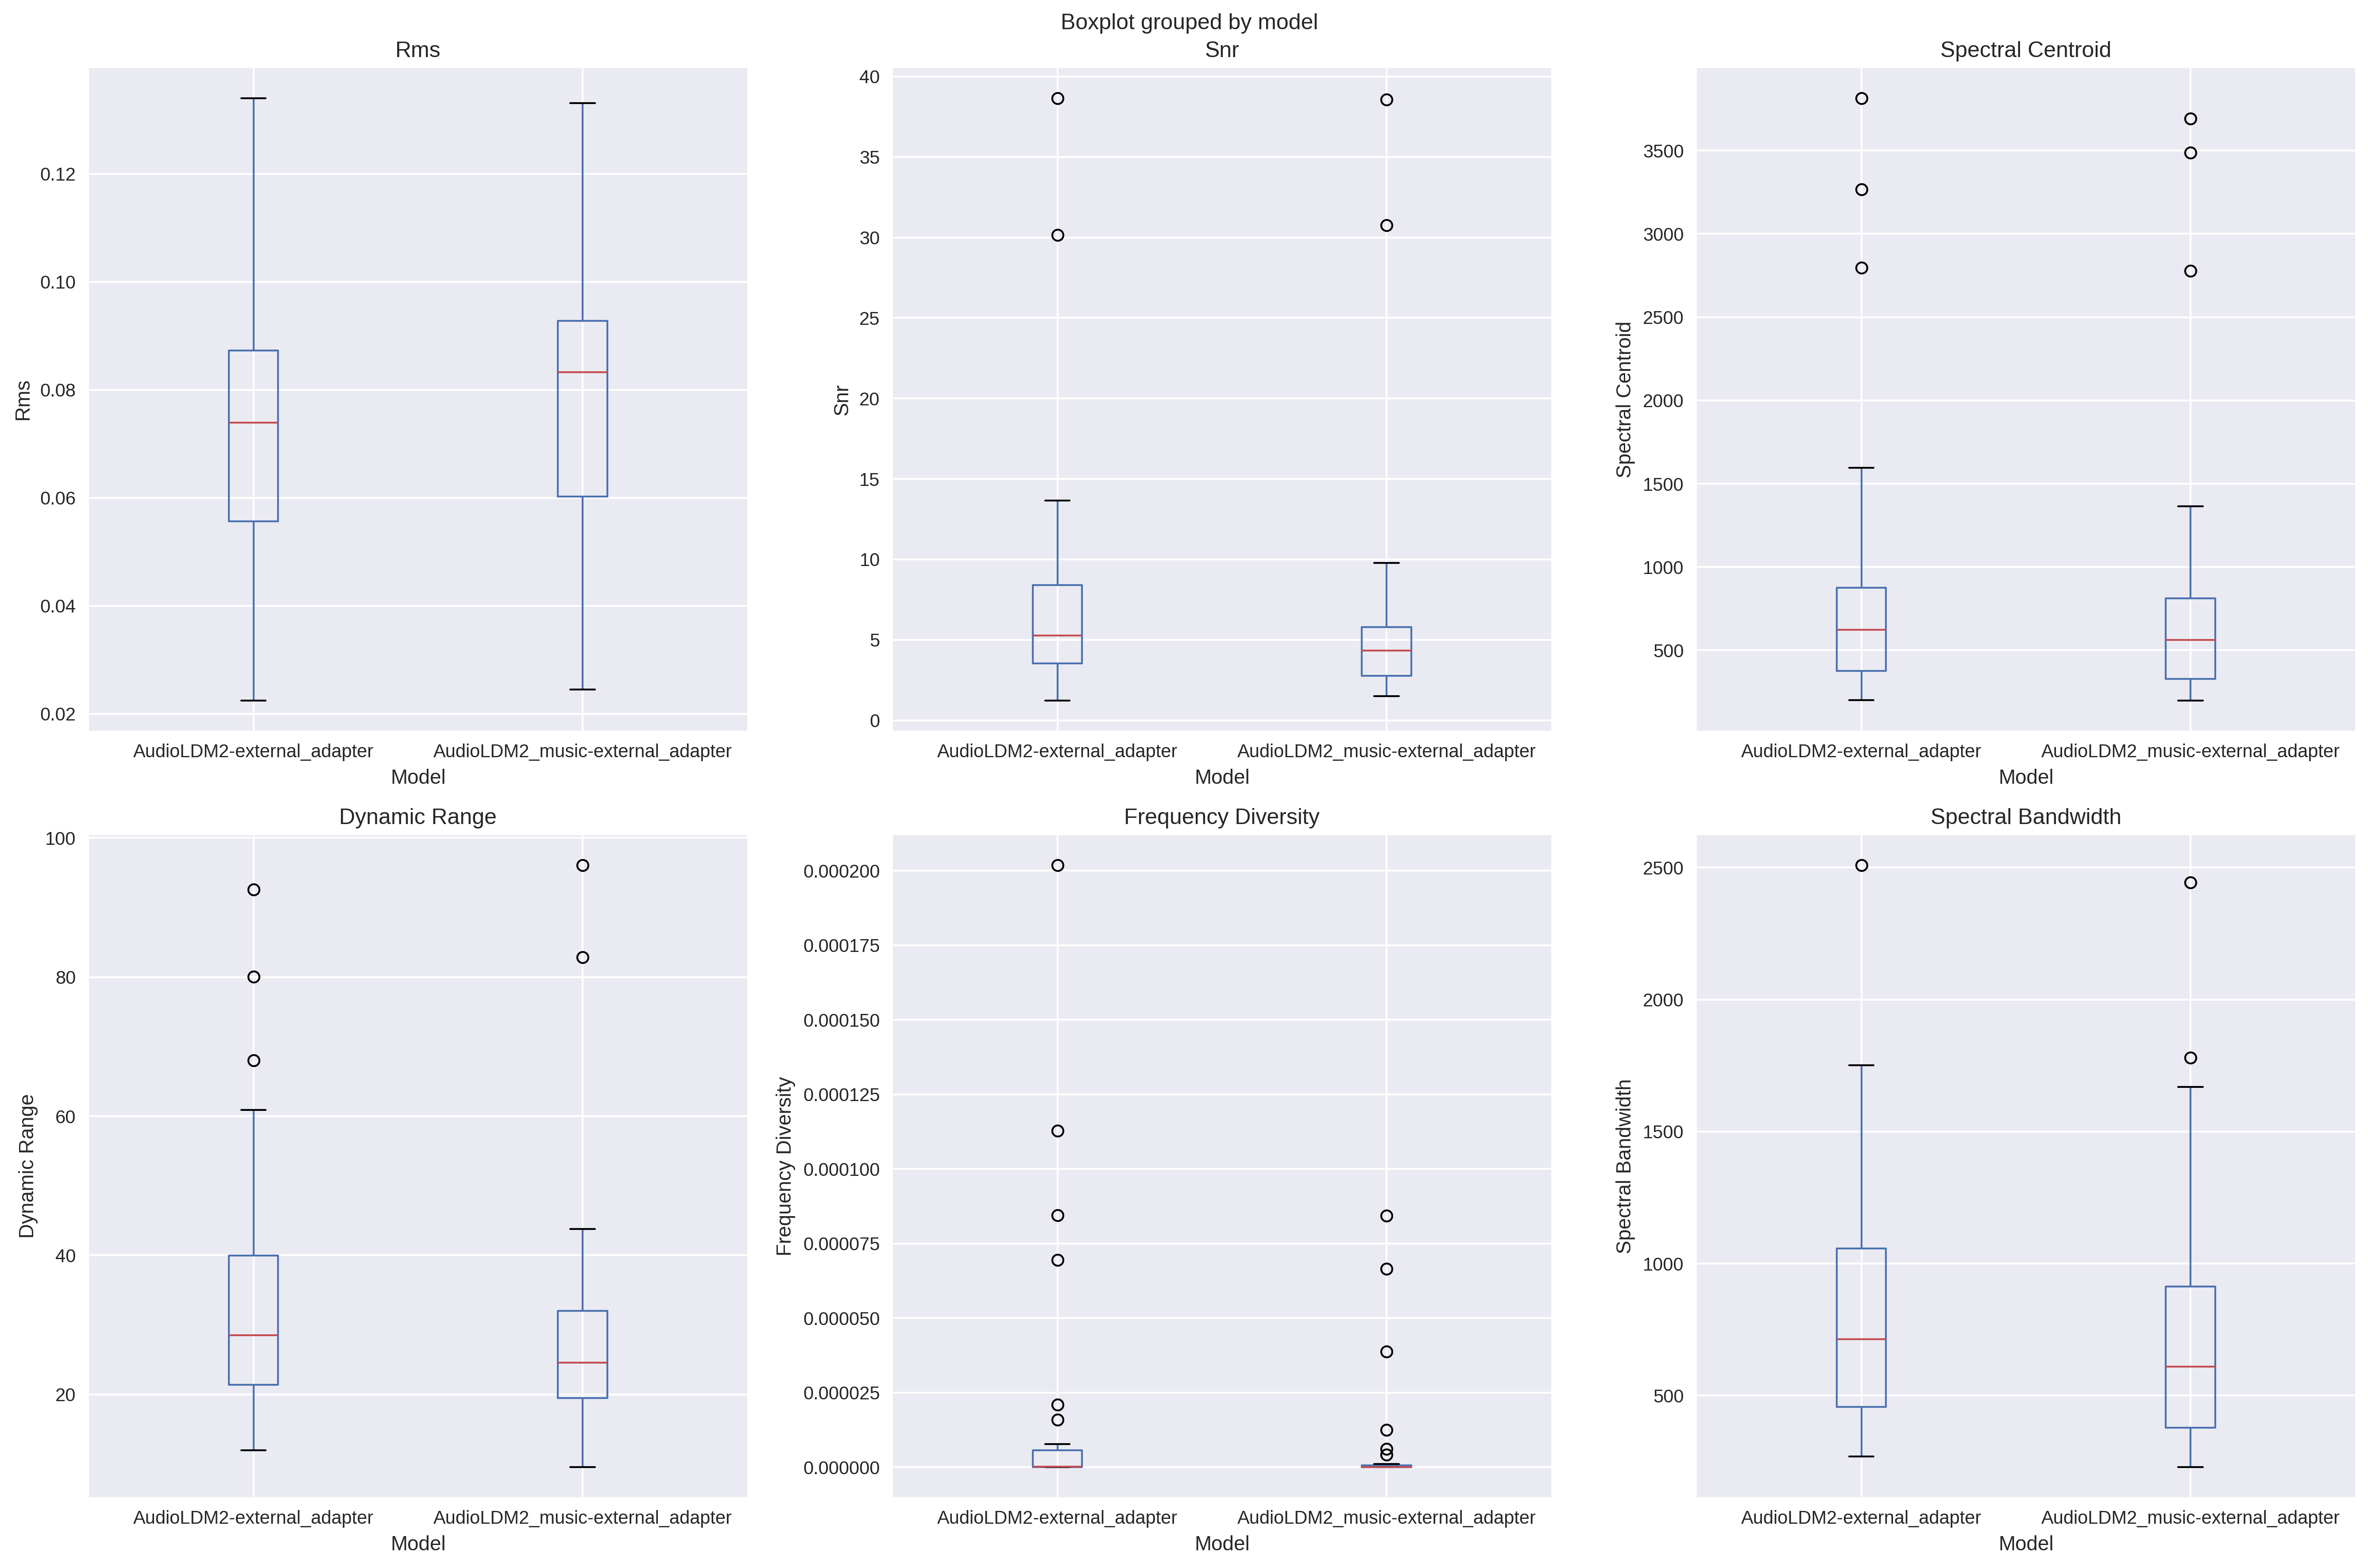 Boxplot grouped by model
Rms
Rms
0.12
0.10
0.08
0.06
0.04
0.02
AudioLDM2-external_adapter
AudioLDM2_music-external_adapter
Model
Snr
Snr
40
35
30
25
20
15
10
5
0
AudioLDM2-external_adapter
AudioLDM2_music-external_adapter
Model
Spectral Centroid
Spectral Centroid
3500
3000
2500
2000
1500
1000
500
AudioLDM2-external_adapter
AudioLDM2_music-external_adapter
Model
Dynamic Range
Dynamic Range
100
80
60
40
20
AudioLDM2-external_adapter
AudioLDM2_music-external_adapter
Model
Frequency Diversity
Frequency Diversity
0.000200
0.000175
0.000150
0.000125
0.000100
0.000075
0.000050
0.000025
0.000000
AudioLDM2-external_adapter
AudioLDM2_music-external_adapter
Model
Spectral Bandwidth
Spectral Bandwidth
2500
2000
1500
1000
500
AudioLDM2-external_adapter
AudioLDM2_music-external_adapter
Model